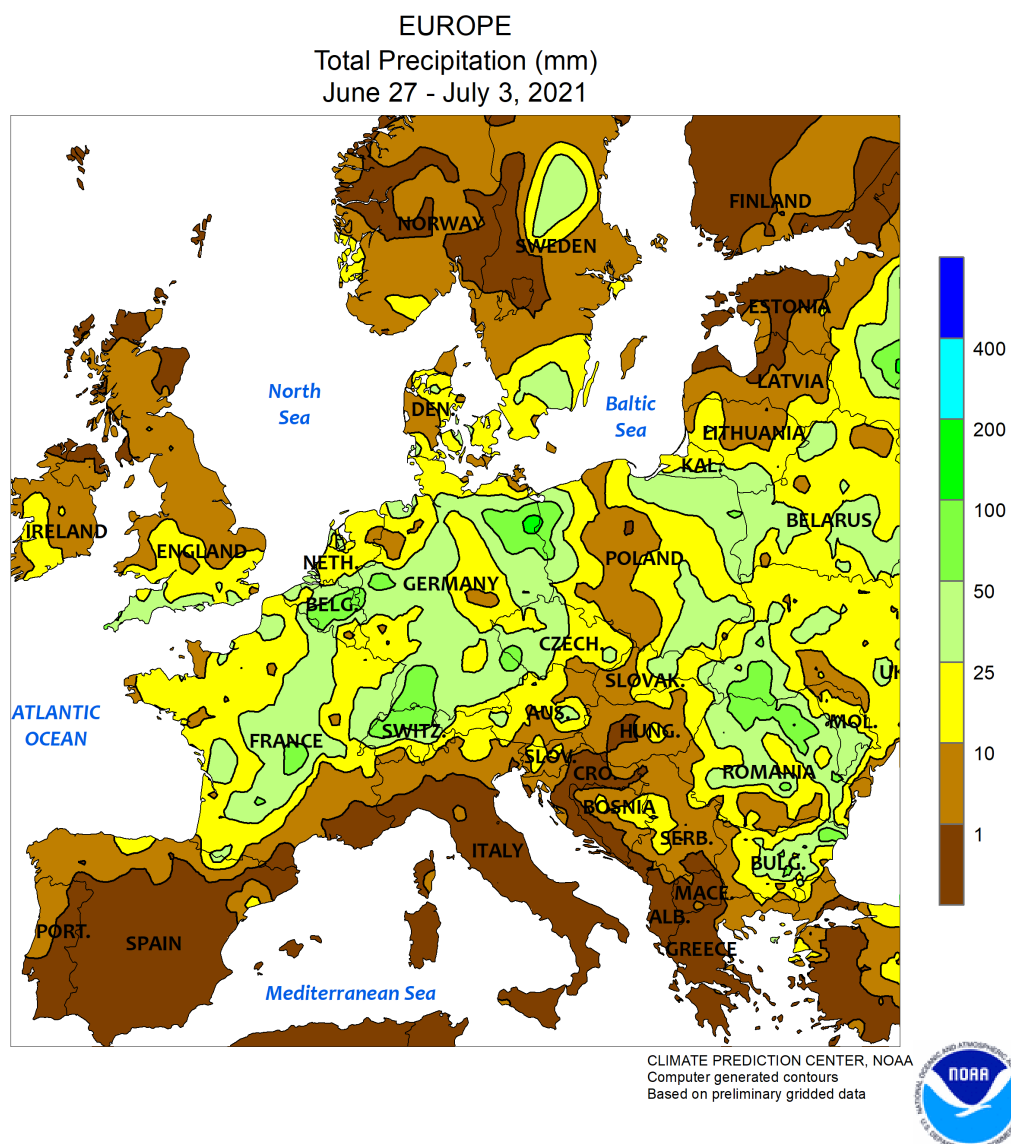 EUROPE
Total Precipitation (mm)
June 27 - July 3, 2021
FINLAND
NORWAY
SWEDEN
ESTONIA
400
North
Sea
LATVIA
DEN.
Baltic
Sea
200
LITHUANIA
KAL.
100
BELARUS
IRELAND
ENGLAND
NETH.
POLAND
GERMANY
50
BELG.
CZECH.
25
SLOVAK.
UK
ATLANTIC
OCEAN
AUS.
MOL.
SWITZ.
HUNG.
FRANCE
10
SLOV.
CRO.
ROMANIA
BOSNIA
1
SERB.
ITALY
BULG.
MACE.
ALB.
PORT.
SPAIN
GREECE
Mediterranean Sea
CLIMATE PREDICTION CENTER, NOAA
Computer generated contours
Based on preliminary gridded data
NOAA